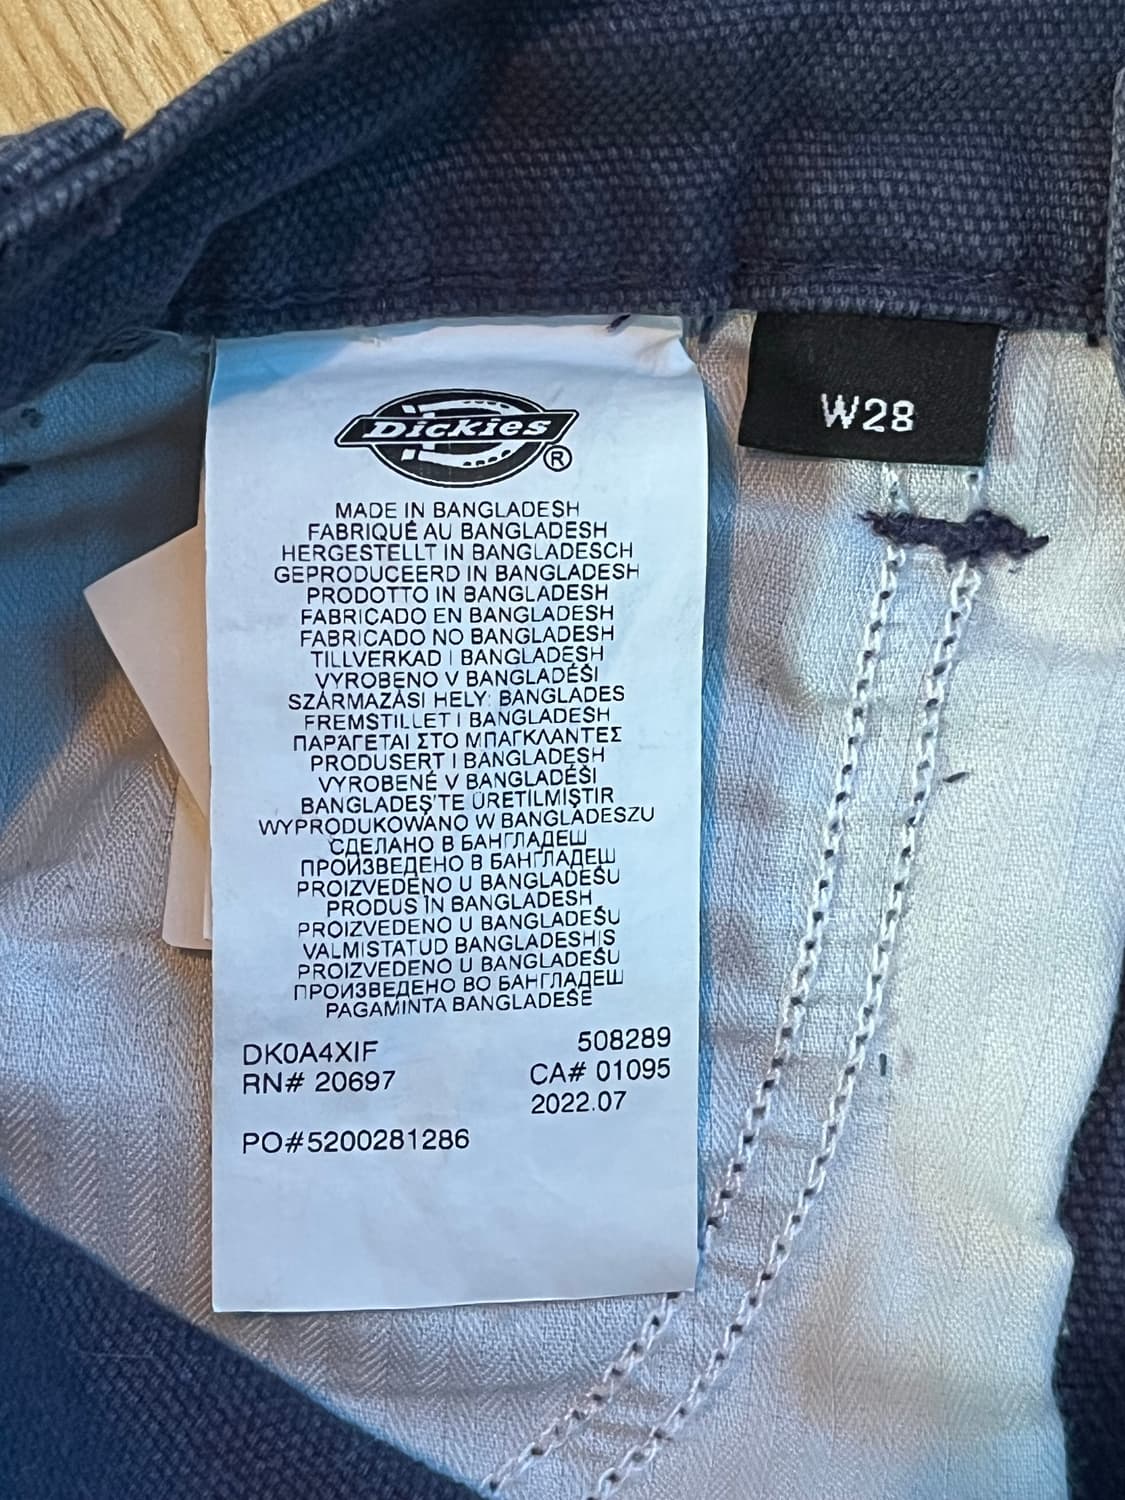 Dickies®
W28
MADE IN BANGLADESH
FABRIQUÉ AU BANGLADESH
HERGESTELLT IN BANGLADESCH
GEPRODUCEERD IN BANGLADESH
PRODOTTO IN BANGLADESH
FABRICADO EN BANGLADESH
FABRICADO NO BANGLADESH
TILLVERKAD I BANGLADESH
VYROBENO V BANGLADÉŠI
SZÁRMAZÁSI HELY: BANGLADES
FREMSTILLET I BANGLADESH
ΠΑΡΑΓΕΤΑΙ ΣΤΟ ΜΠΑΓΚΛΑΝΤΕΣ
PRODUSERT I BANGLADESH
VYROBENÉ V BANGLADÉŠI
BANGLADEŞ'TE ÜRETILMIŞTIR
WYPRODUKOWANO W BANGLADESZU
СДЕЛАНО В БАНГЛАДЕШ
ПРОИЗВЕДЕНО В БАНГЛАДЕШ
PROIZVEDENO U BANGLADEŠU
PRODUS ÎN BANGLADESH
PROIZVEDENO U BANGLADEŠU
VALMISTATUD BANGLADESHIS
PROIZVEDENO U BANGLADEŠU
ПРОИЗВЕДЕНО ВО БАНГЛАДЕШ
PAGAMINTA BANGLADEŠE
DK0A4XIF 508289
RN# 20697 CA# 01095
2022.07
PO#5200281286